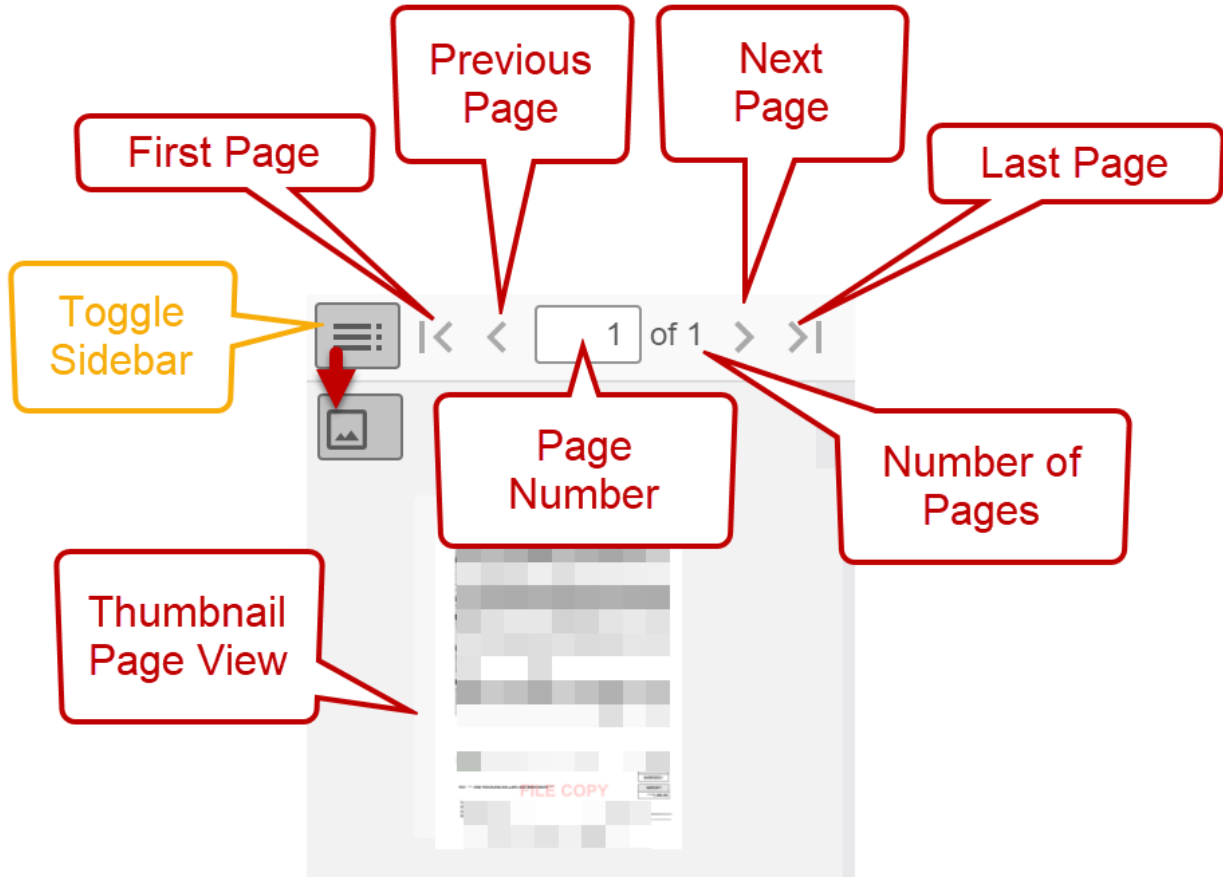 Previous
Page
Next
Page
First Page
Last Page
Toggle
Sidebar
1 of 1
Page
Number
Number of
Pages
Thumbnail
Page View
FILE COPY